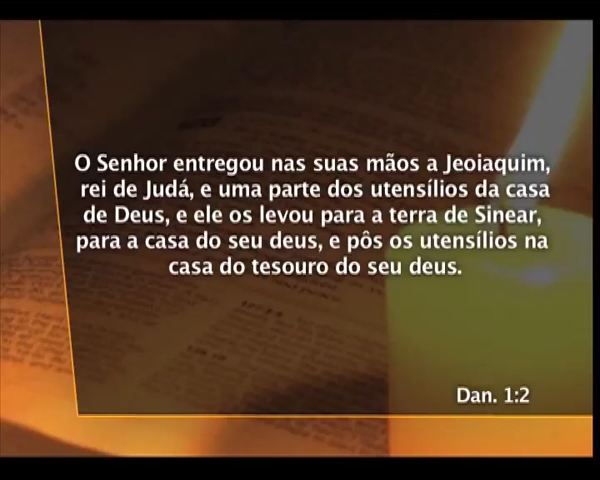 O Senhor entregou nas suas mãos a Jeoiaquim,
rei de Judá, e uma parte dos utensílios da casa
de Deus, e ele os levou para a terra de Sinear,
para a casa do seu deus, e pôs os utensílios na
casa do tesouro do seu deus.
Dan. 1:2